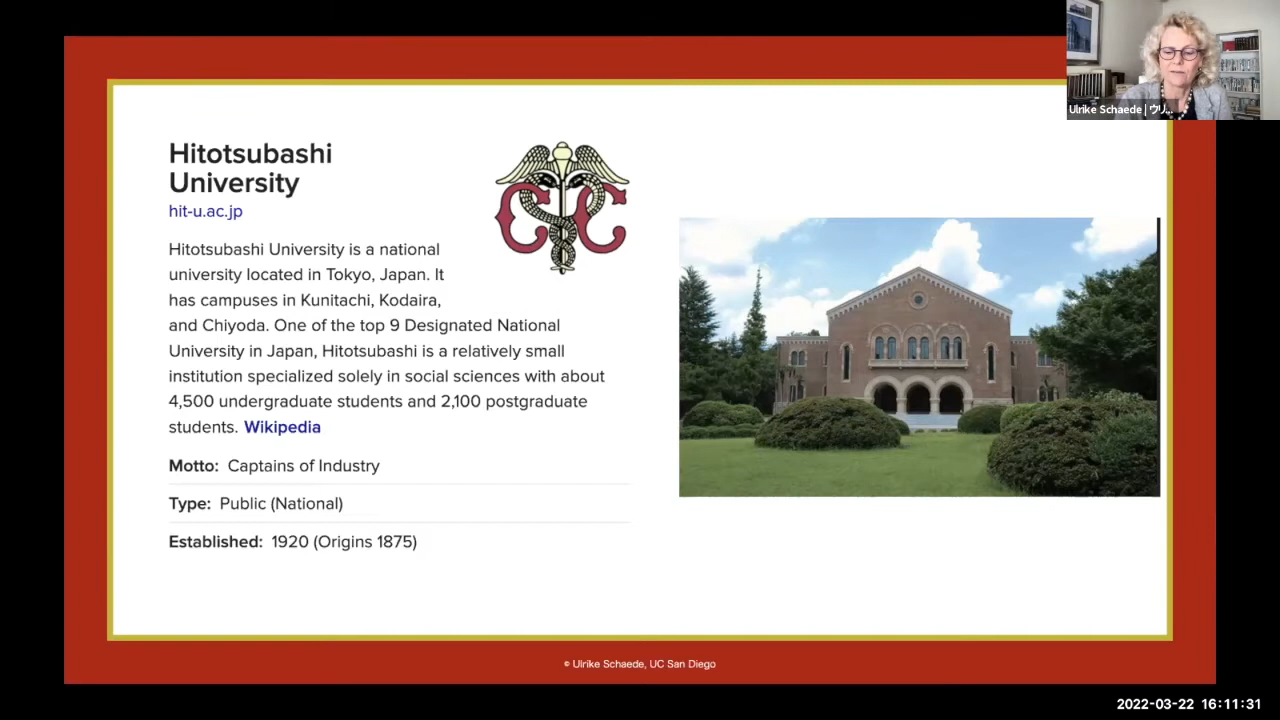 Ulrike Schaede | ウリ...
Hitotsubashi
University
hit-u.ac.jp
CC
Hitotsubashi University is a national
university located in Tokyo, Japan. It
has campuses in Kunitachi, Kodaira,
and Chiyoda. One of the top 9 Designated National
University in Japan, Hitotsubashi is a relatively small
institution specialized solely in social sciences with about
4,500 undergraduate students and 2,100 postgraduate
students. Wikipedia
Motto: Captains of Industry
Type: Public (National)
Established: 1920 (Origins 1875)
© Ulrike Schaede, UC San Diego
2022-03-22 16:11:31